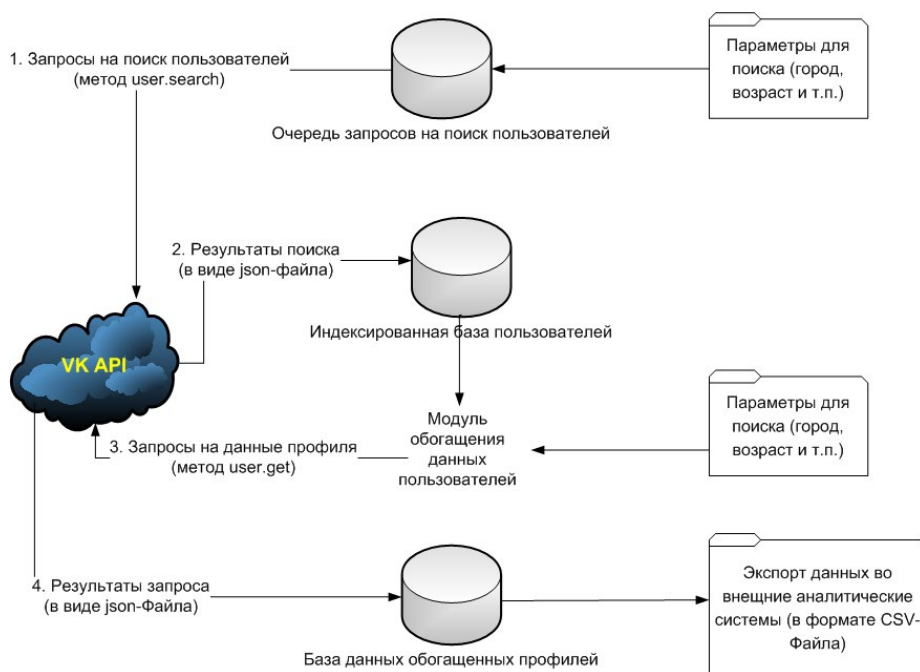 1. Запросы на поиск пользователей
(метод user.search)
Параметры для
поиска (город,
возраст и т.п.)
Очередь запросов на поиск пользователей
2. Результаты поиска
(в виде json-файла)
Индексированная база пользователей
VK API
Модуль
обогащения
данных
пользователей
Параметры для
поиска (город,
возраст и т.п.)
3. Запросы на данные профиля
(метод user.get)
4. Результаты запроса
(в виде json-Файла)
Экспорт данных во
внещние аналитические
системы (в формате CSV-
Файла)
База данных обогащенных профилей